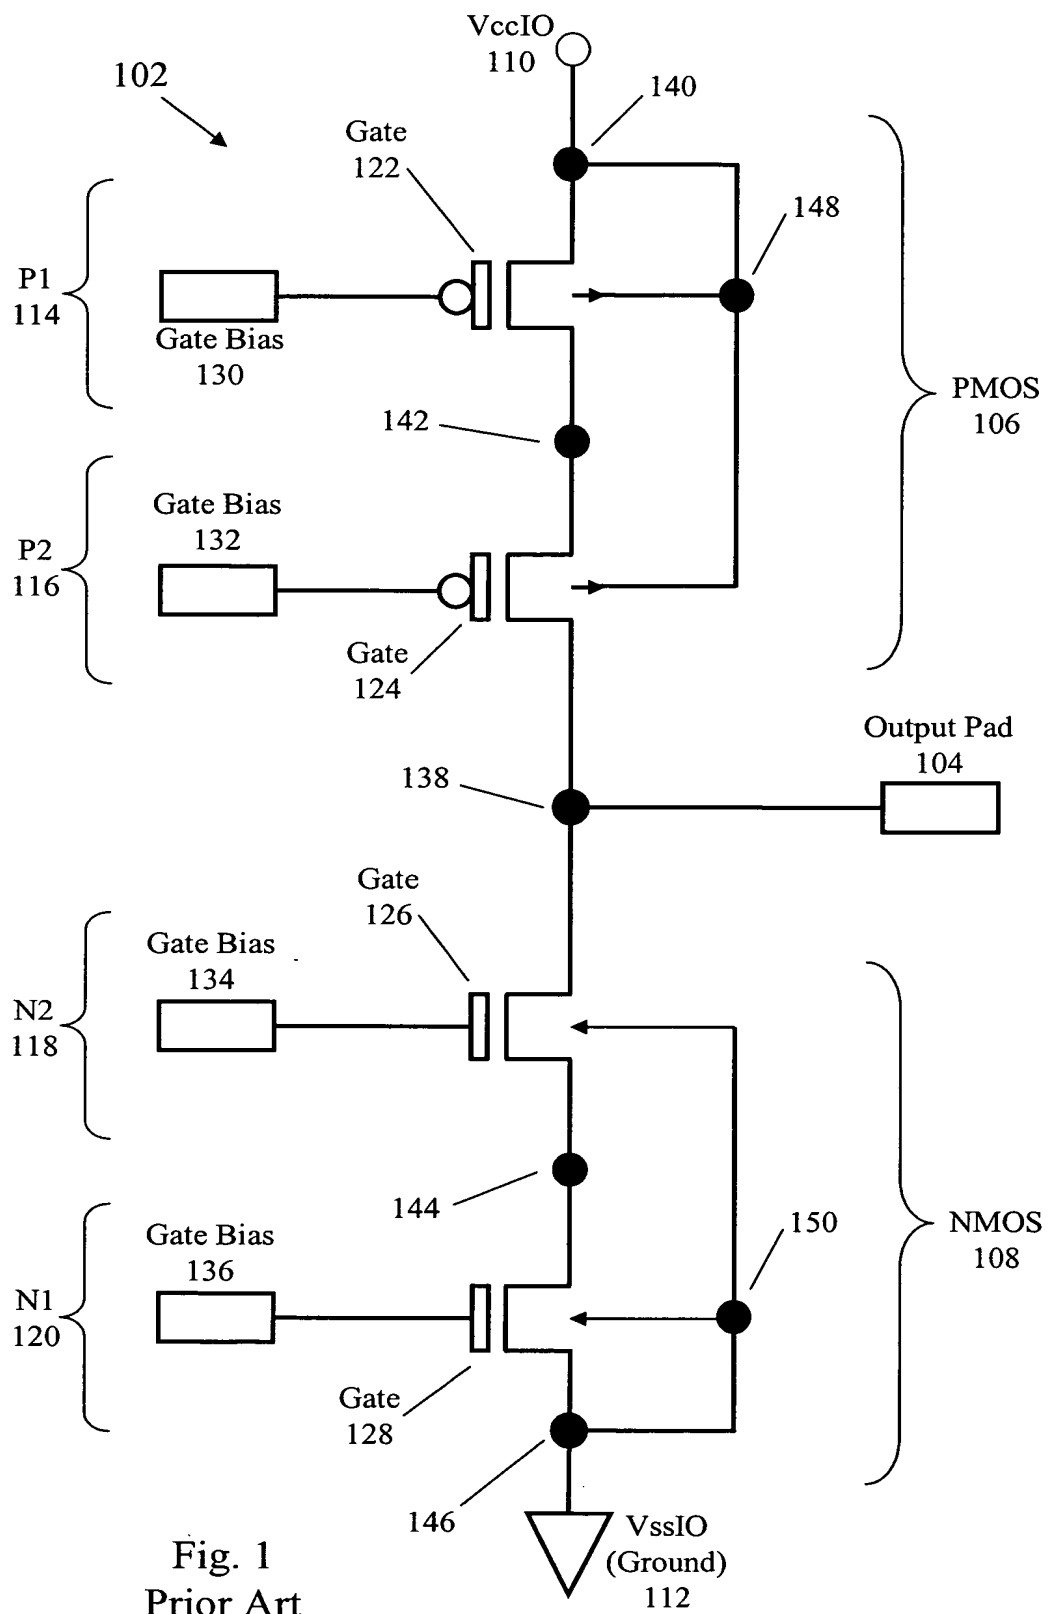 VccIO
110
102
140
Gate
122
148
P1
114
Gate Bias
130
PMOS
106
142
Gate Bias
132
P2
116
Gate
124
Output Pad
104
138
Gate
126
Gate Bias
134
N2
118
144
150
NMOS
108
Gate Bias
136
N1
120
Gate
128
146
VssIO
(Ground)
112
Fig. 1
Prior Art